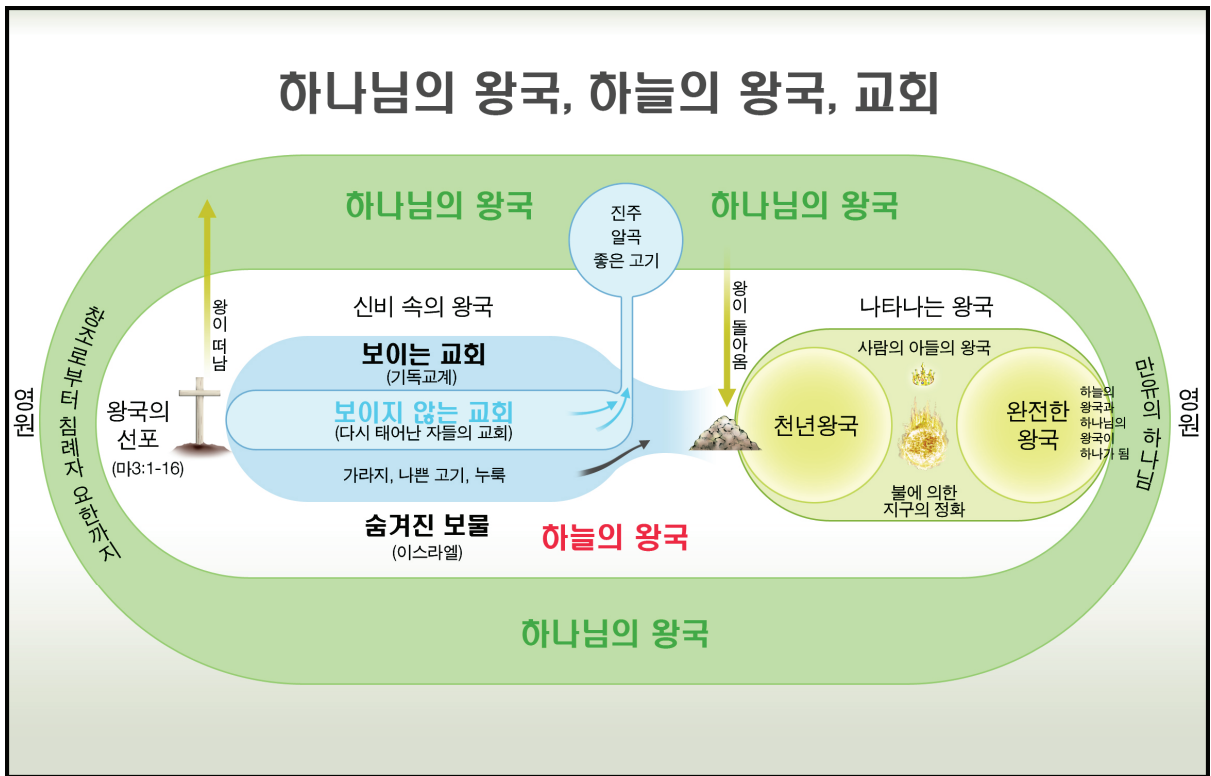 하나님의 왕국, 하늘의 왕국, 교회
하나님의 왕국
하나님의 왕국
진주
알곡
좋은 고기
영원
창조로부터 침례자 요한까지
왕국의
선포
(마3:1-16)
왕이 떠남
신비 속의 왕국
보이는 교회
(기독교계)
보이지 않는 교회
(다시 태어난 자들의 교회)
가라지, 나쁜 고기, 누룩
숨겨진 보물
(이스라엘)
하늘의 왕국
왕이 돌아옴
나타나는 왕국
사람의 아들의 왕국
천년왕국
불에 의한
지구의 정화
완전한
왕국
하늘의
왕국과
하나님의
왕국이
하나가 됨
만유의 하나님
영원
하나님의 왕국